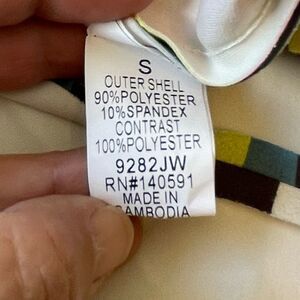 S
OUTER SHELL
90%POLYESTER
10%SPANDEX
CONTRAST
100%POLYESTER
9282JW
RN#140591
MADE IN
CAMBODIA